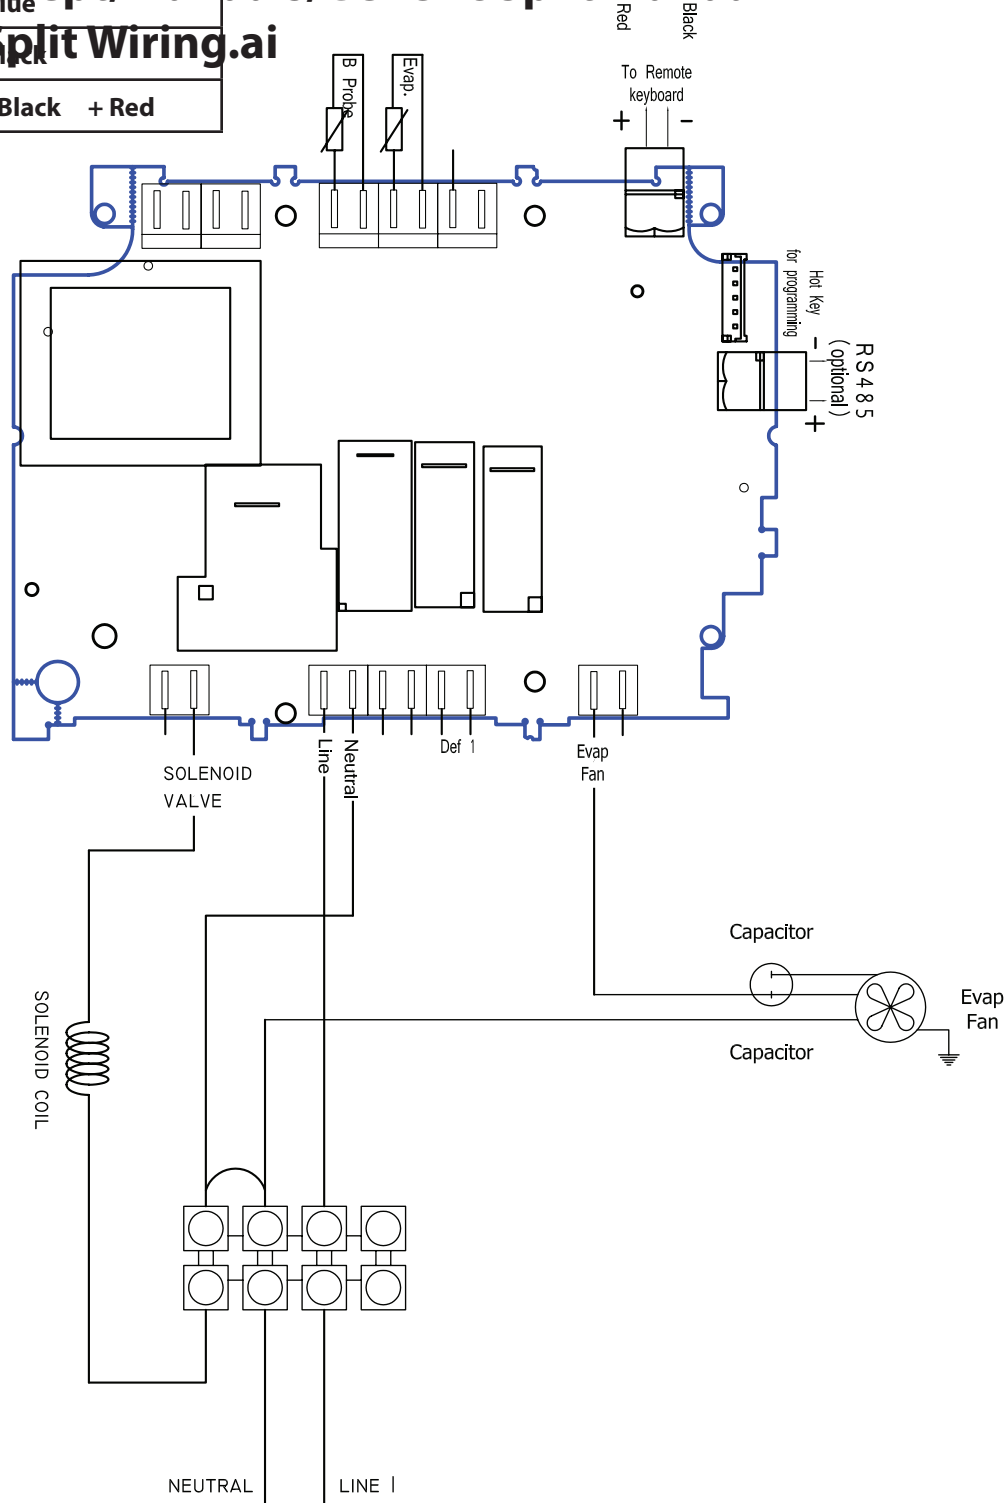 Split Wiring.ai
Black + Red
Red
Black
To Remote
keyboard
+ -
B Probe
Evap.
Hot Key
for programming
-
RS485
(optional)
+
SOLENOID
VALVE
Line
Neutral
Def 1
Evap
Fan
Capacitor
Evap
Fan
Capacitor
SOLENOID COIL
NEUTRAL
LINE 1